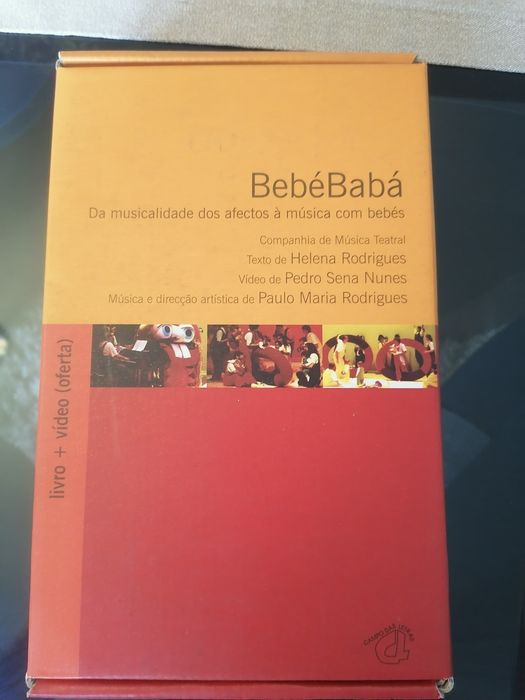 BebéBabá
Da musicalidade dos afectos à música com bebés
Companhia de Música Teatral
Texto de Helena Rodrigues
Vídeo de Pedro Sena Nunes
Música e direcção artística de Paulo Maria Rodrigues
livro + vídeo (oferta)
CAMPO DAS LETRAS